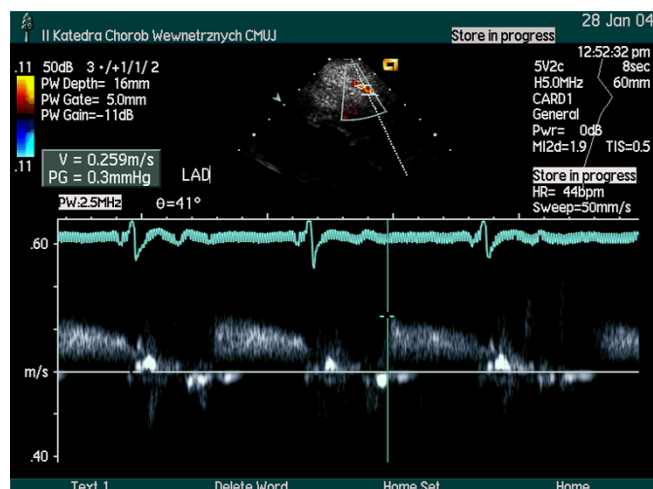 28 Jan 04
II Katedra Chorob Wewnetrznych CMUJ
Store in progress
12:52:32 pm
.11 50dB 3 •/+1/1/ 2
PW Depth= 16mm
PW Gate= 5.0mm
PW Gain=-11dB
.11
5V2c 8sec
H5.0MHz 60mm
CARD1
General
Pwr= 0dB
MI2d=1.9 TIS=0.5
V = 0.259m/s
PG = 0.3mmHg
LAD
Store in progress
HR= 44bpm
Sweep=50mm/s
PW:2.5MHz θ=41°
.60
m/s
.40
Text 1 Delete Word Home Set Home